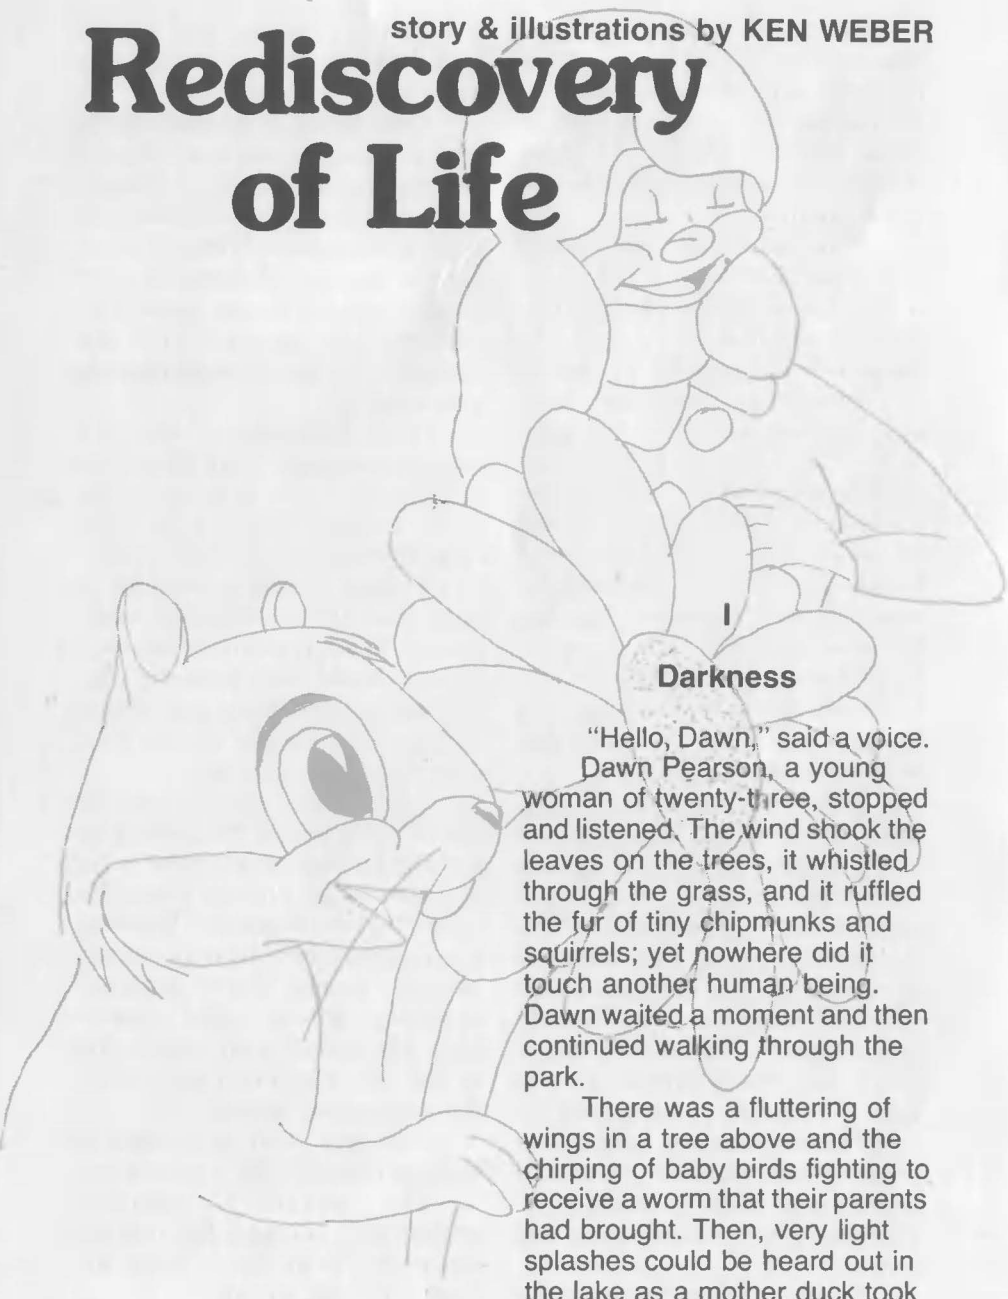 story & illustrations by KEN WEBER
Rediscovery
of Life
I
Darkness
"Hello, Dawn," said a voice.
Dawn Pearson, a young
woman of twenty-three, stopped
and listened. The wind shook the
leaves on the trees, it whistled
through the grass, and it ruffled
the fur of tiny chipmunks and
squirrels; yet nowhere did it
touch another human being.
Dawn waited a moment and then
continued walking through the
park.
There was a fluttering of
wings in a tree above and the
chirping of baby birds fighting to
receive a worm that their parents
had brought. Then, very light
splashes could be heard out in
the lake as a mother duck took